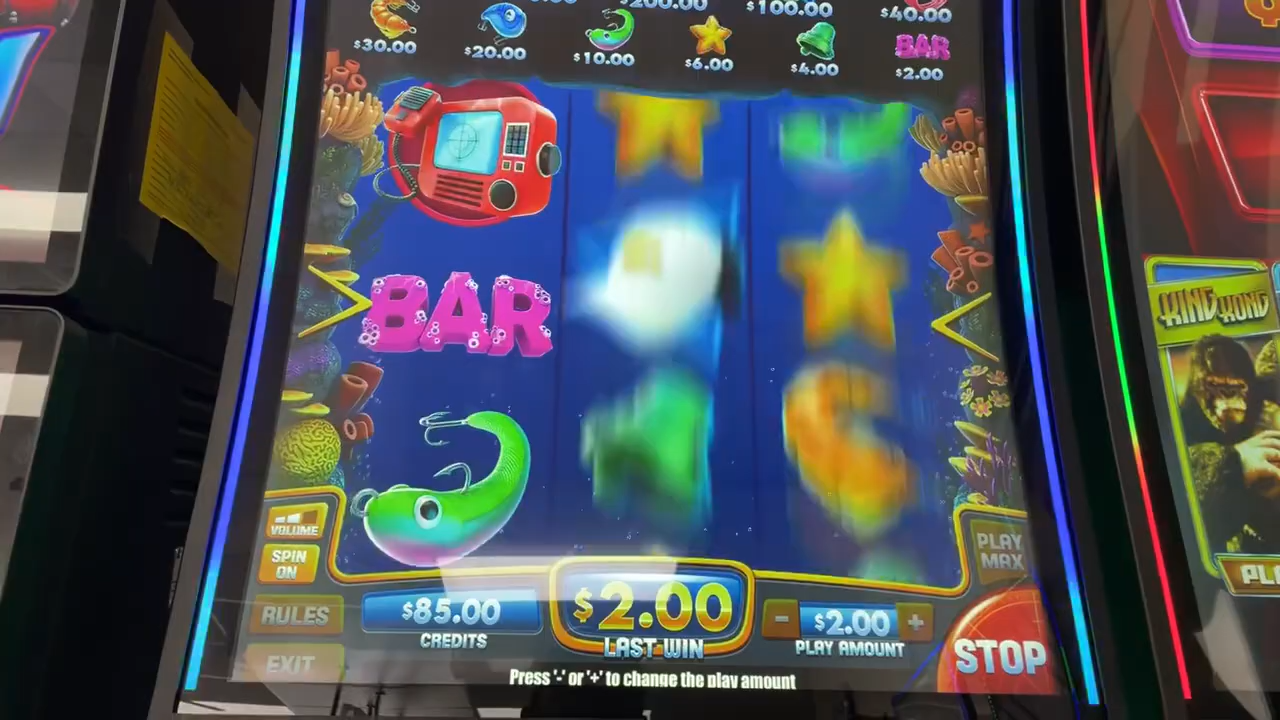 $200.00
$100.00
$40.00
$30.00
$20.00
$10.00
$6.00
$4.00
BAR
$2.00
BAR
KING KONG
VOLUME
SPIN
ON
PLAY
MAX
RULES
$85.00
CREDITS
$2.00
LAST WIN
- $2.00 +
PLAY AMOUNT
STOP
EXIT
Press '-' or '+' to change the play amount